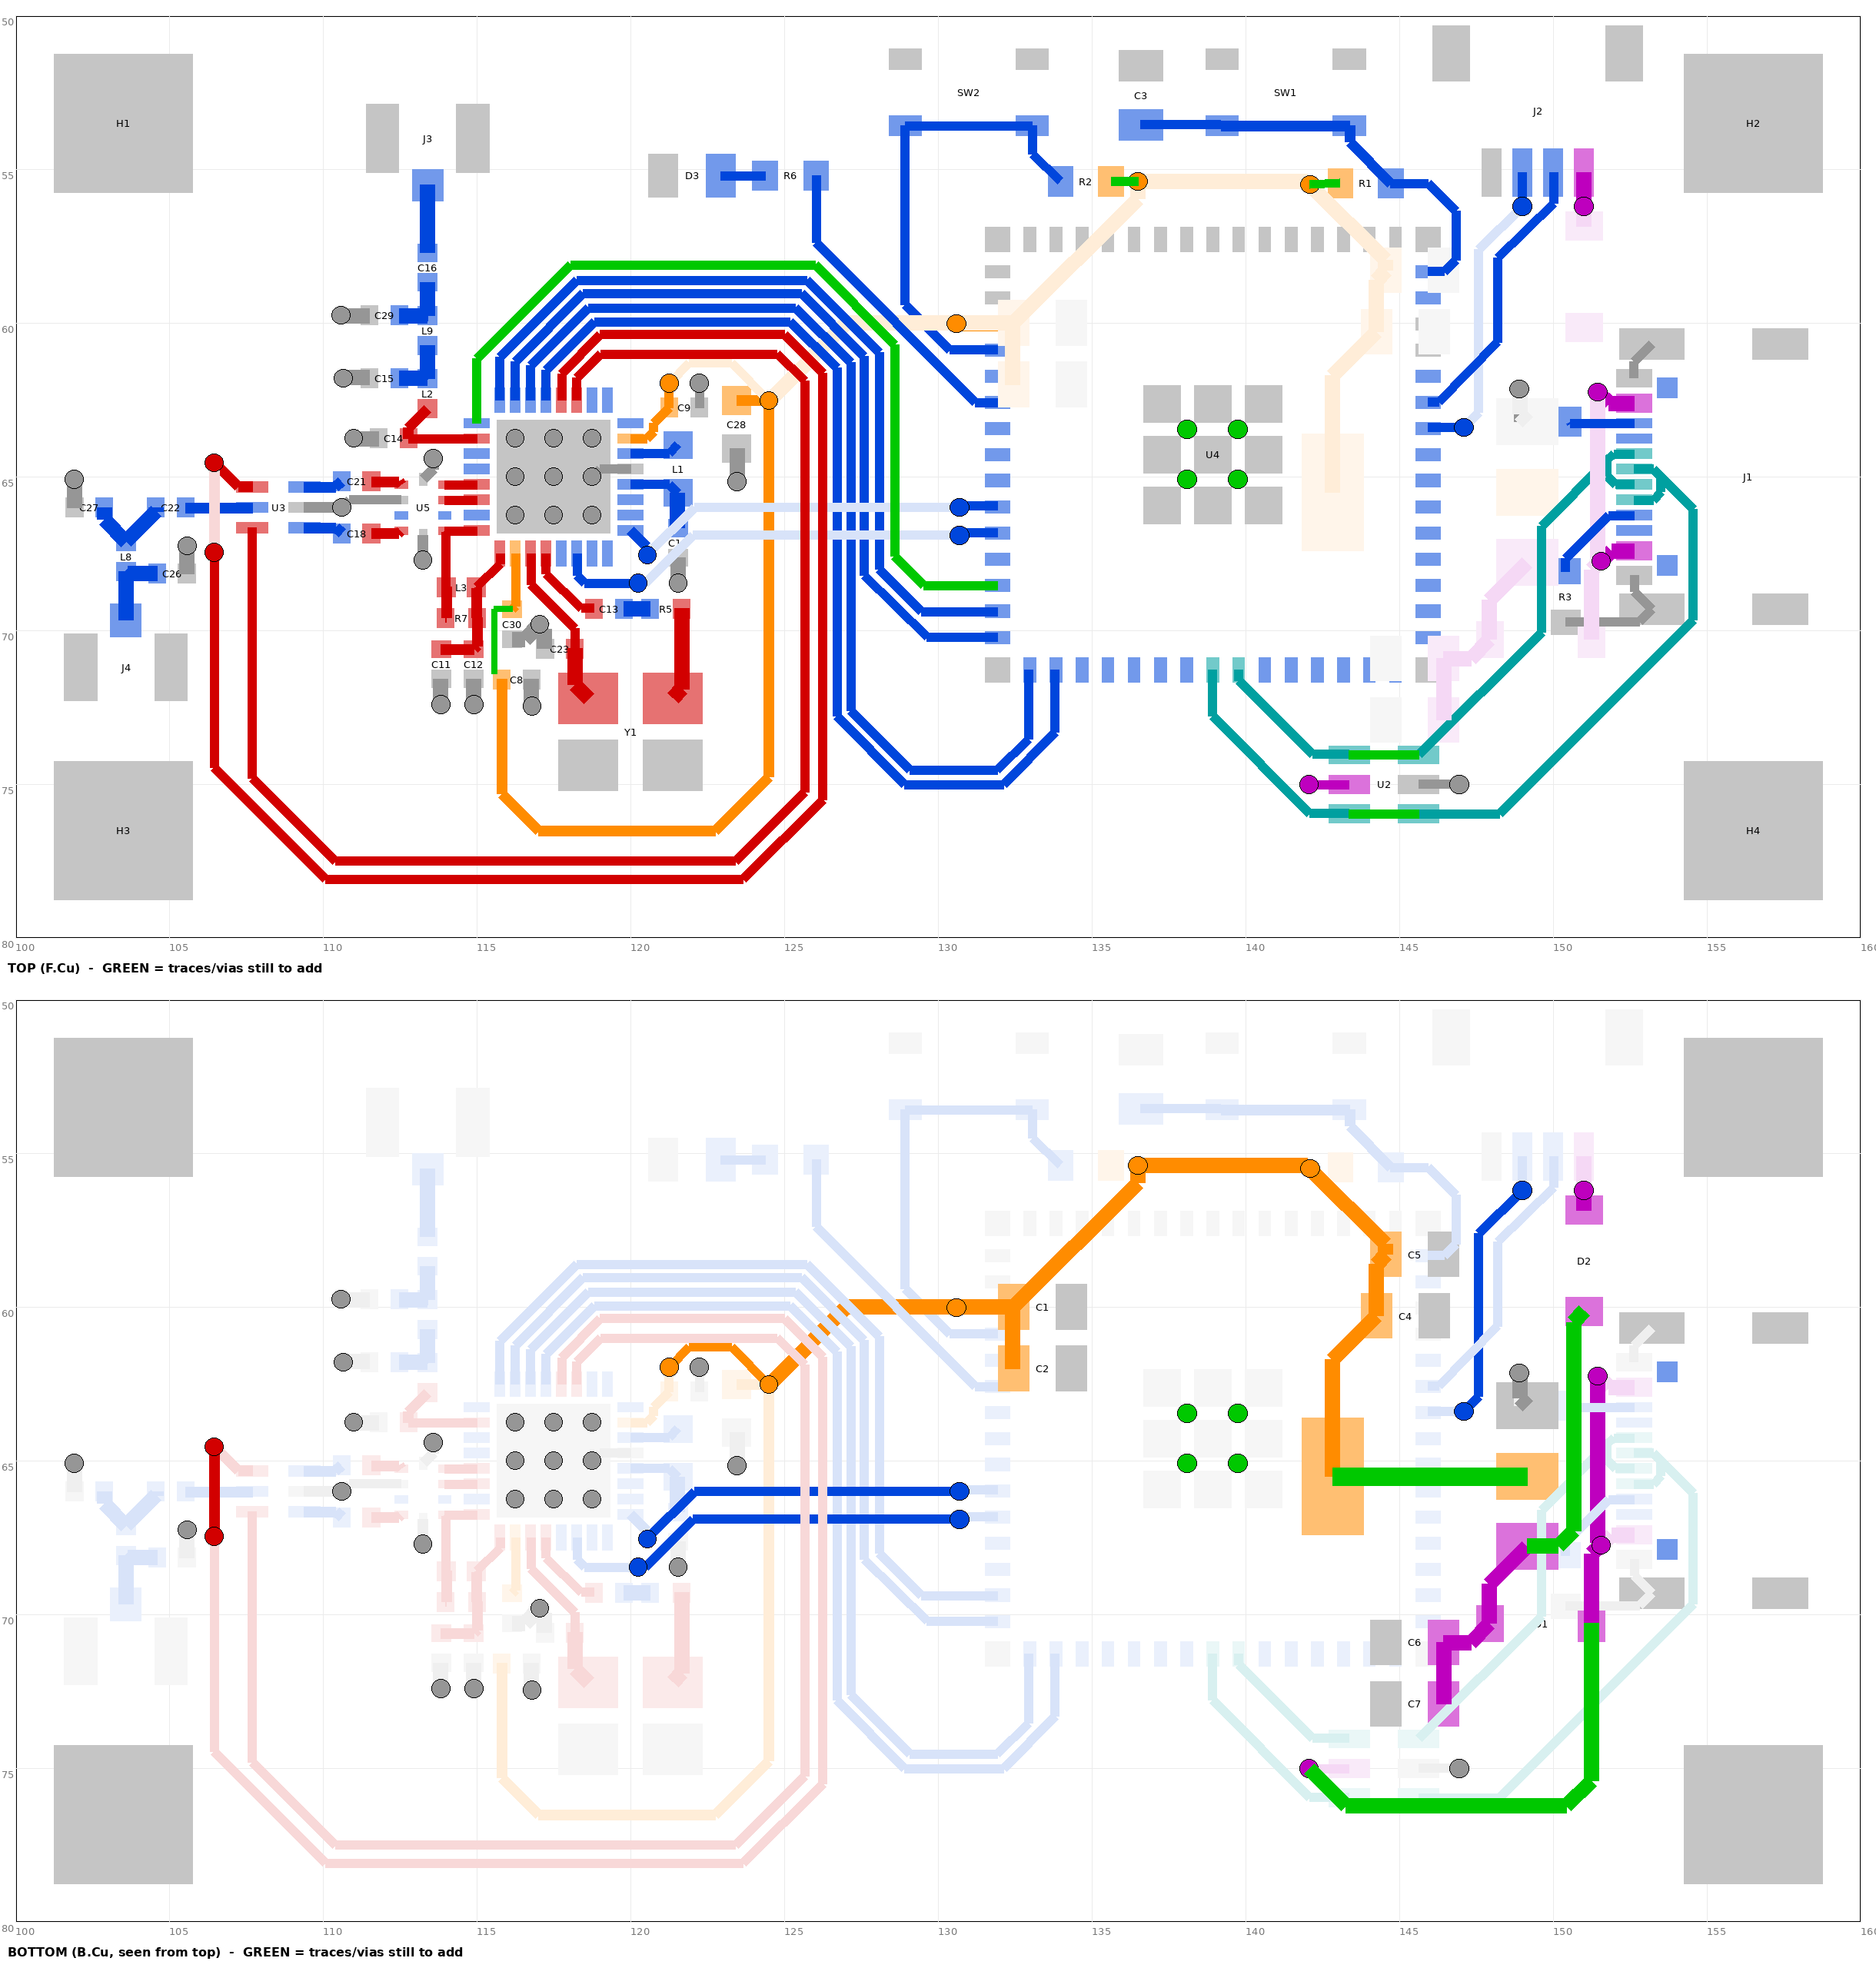 50
SW2
C3
SW1
J2
H1
J3
H2
55
D3
R6
R2
R1
C16
C29
60
L9
C15
L2
C9
C28
C14
L1
U4
J1
65
C21
C27
C22
U3
U5
C18
C1
L8
C26
L3
C13
R5
R3
R7
C30
70
J4
C23
C11
C12
C8
Y1
75
U2
H3
H4
80
100
105
110
115
120
125
130
135
140
145
150
155
16
TOP (F.Cu) - GREEN = traces/vias still to add
50
55
C5
D2
60
C1
C4
C2
65
70
C6
C7
75
80
100
105
110
115
120
125
130
135
140
145
150
155
16
BOTTOM (B.Cu, seen from top) - GREEN = traces/vias still to add